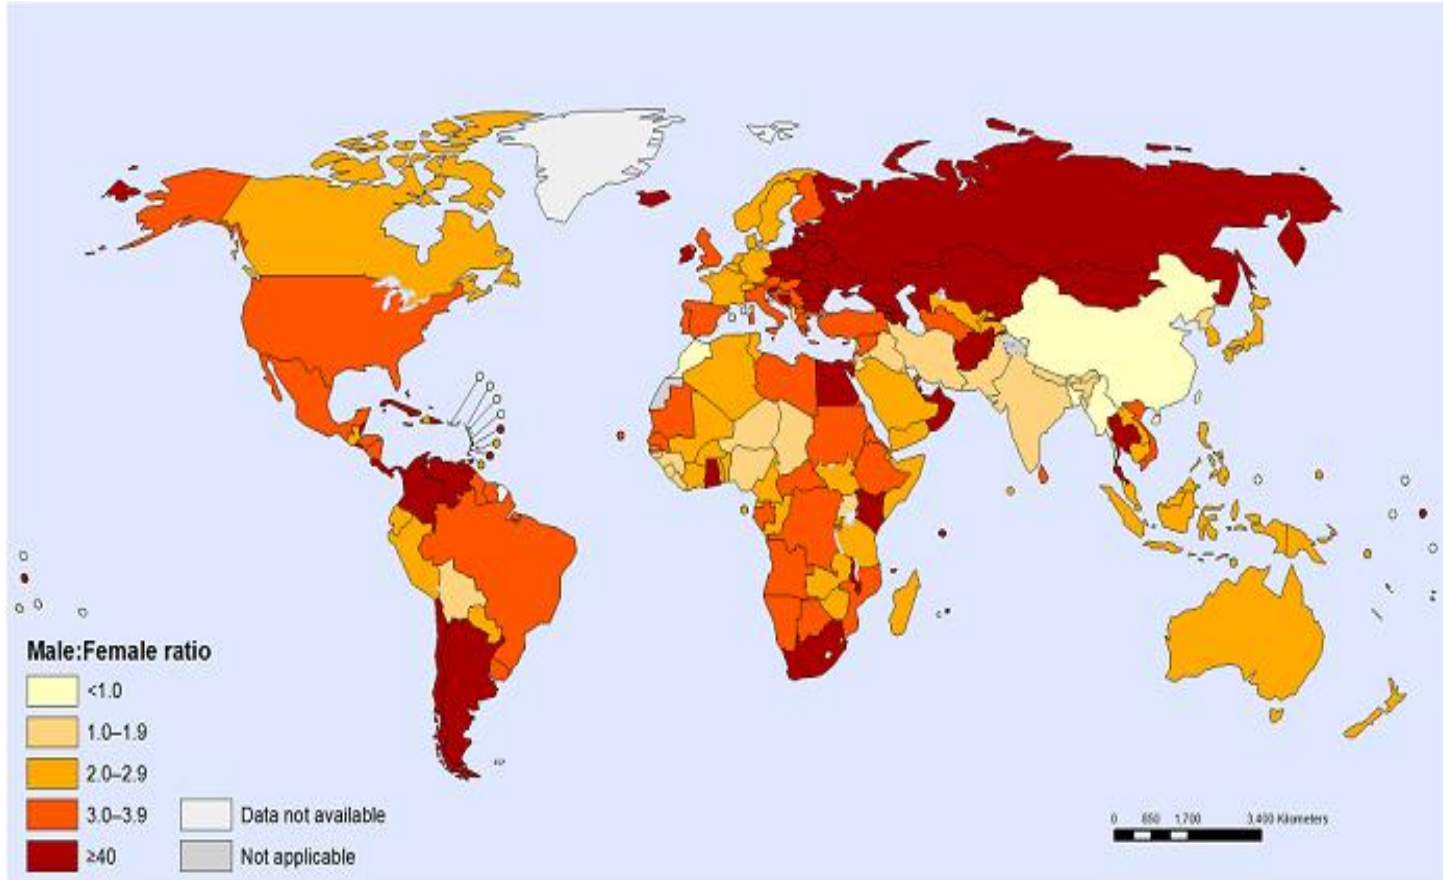 Male:Female ratio
<1.0
1.0–1.9
2.0–2.9
3.0–3.9
≥40
Data not available
Not applicable
0 850 1,700 3,400 Kilometers